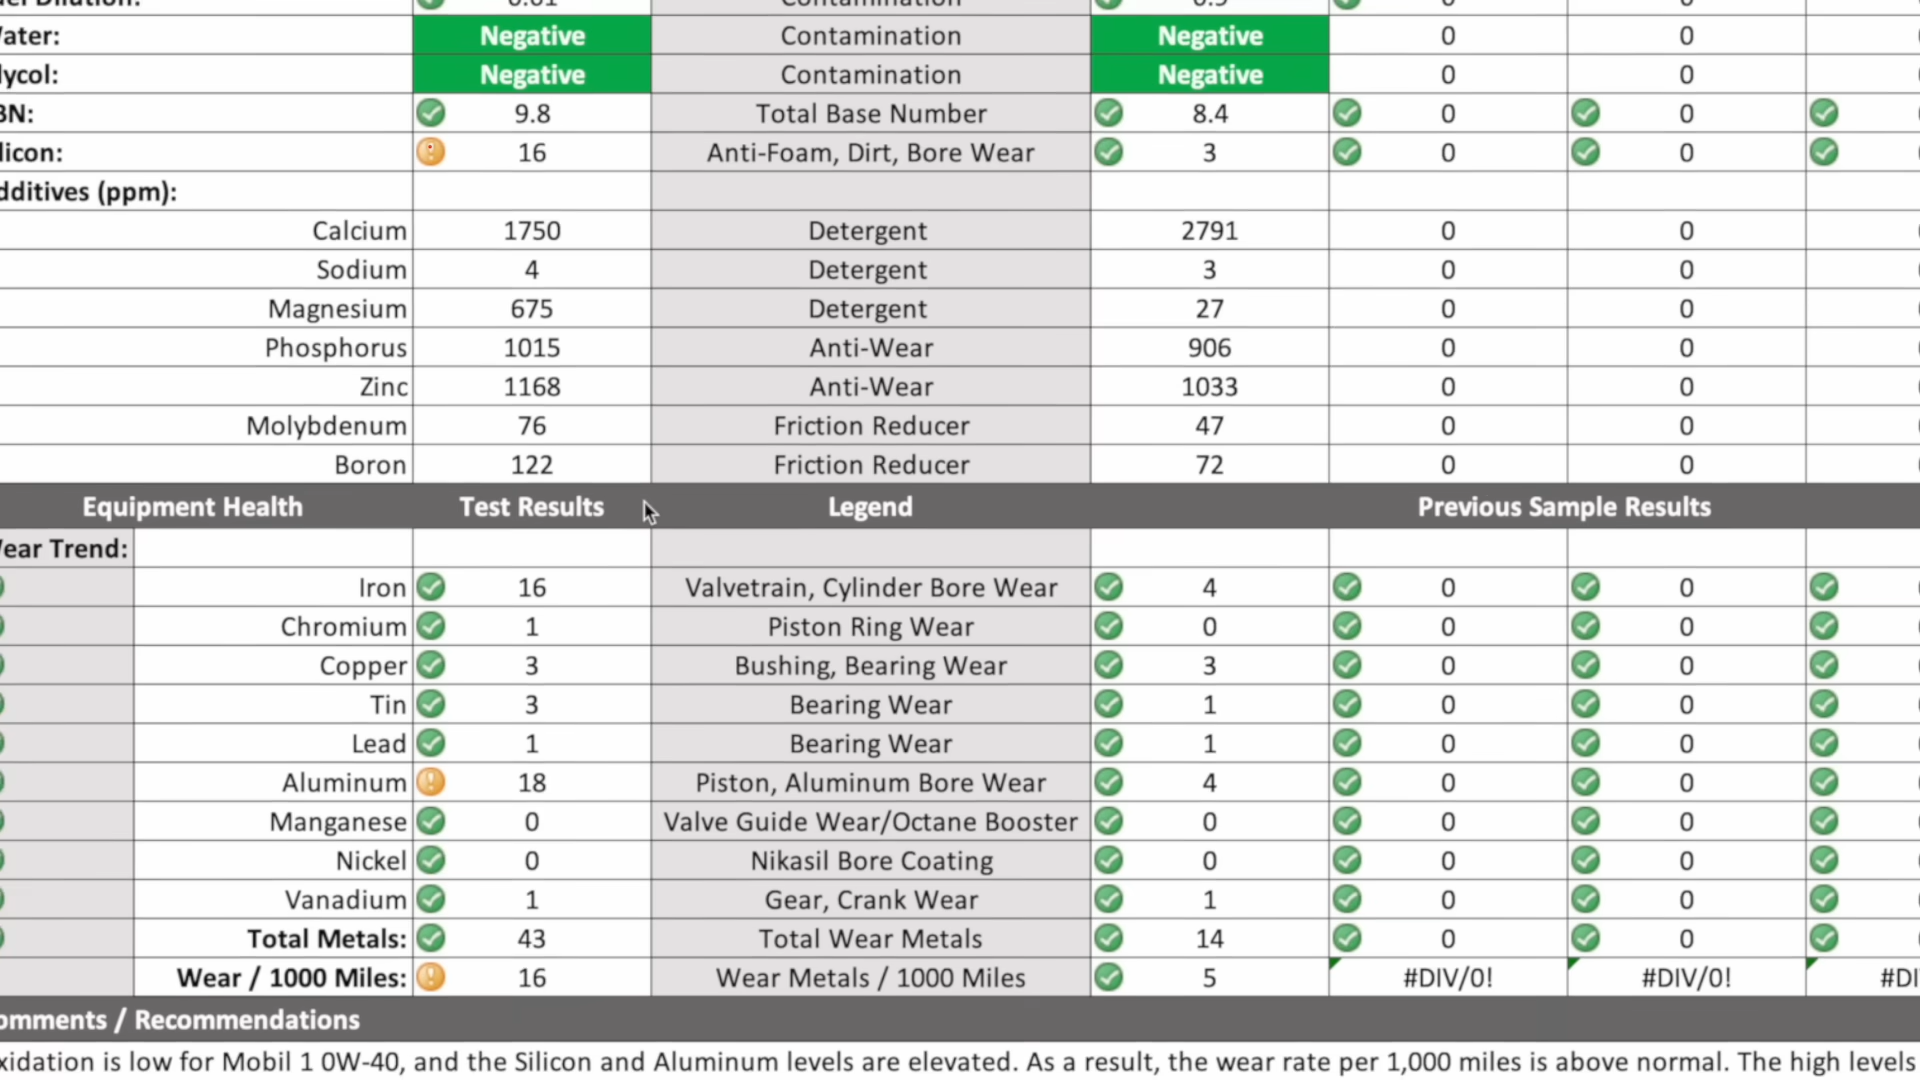 Dilution: Contamination 0 0
Water: Negative Contamination Negative 0 0
lycol: Negative Contamination Negative 0 0
BN: 9.8 Total Base Number 8.4 0 0
licon: 16 Anti-Foam, Dirt, Bore Wear 3 0 0
dditives (ppm):
Calcium 1750 Detergent 2791 0 0
Sodium 4 Detergent 3 0 0
Magnesium 675 Detergent 27 0 0
Phosphorus 1015 Anti-Wear 906 0 0
Zinc 1168 Anti-Wear 1033 0 0
Molybdenum 76 Friction Reducer 47 0 0
Boron 122 Friction Reducer 72 0 0
Equipment Health Test Results Legend Previous Sample Results
ear Trend:
Iron 16 Valvetrain, Cylinder Bore Wear 4 0 0
Chromium 1 Piston Ring Wear 0 0 0
Copper 3 Bushing, Bearing Wear 3 0 0
Tin 3 Bearing Wear 1 0 0
Lead 1 Bearing Wear 1 0 0
Aluminum 18 Piston, Aluminum Bore Wear 4 0 0
Manganese 0 Valve Guide Wear/Octane Booster 0 0 0
Nickel 0 Nikasil Bore Coating 0 0 0
Vanadium 1 Gear, Crank Wear 1 0 0
Total Metals: 43 Total Wear Metals 14 0 0
Wear / 1000 Miles: 16 Wear Metals / 1000 Miles 5 #DIV/0! #DIV/0! #DI
omments / Recommendations
xidation is low for Mobil 1 0W-40, and the Silicon and Aluminum levels are elevated. As a result, the wear rate per 1,000 miles is above normal. The high levels